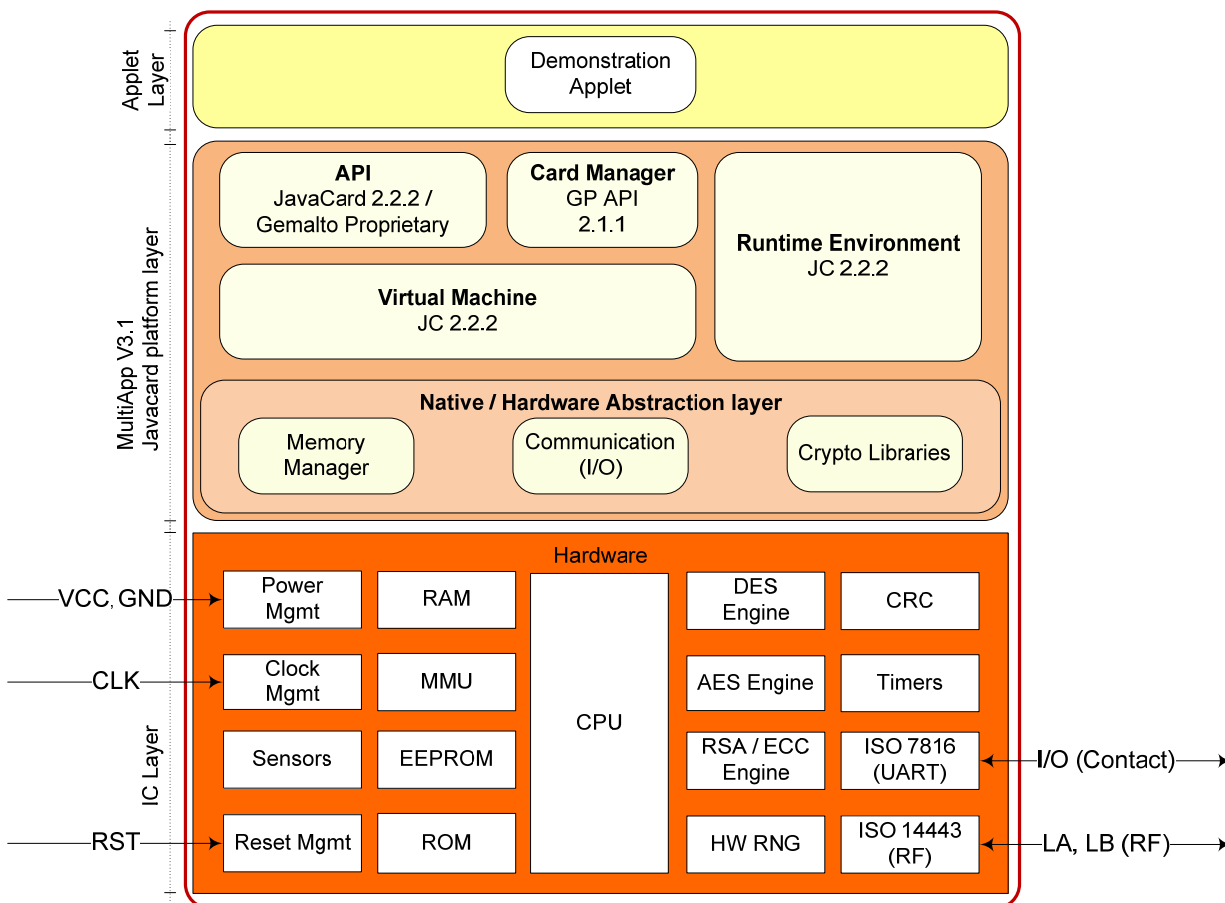 Applet
Layer
Demonstration
Applet
MultiApp V3.1
Javacard platform layer
API
JavaCard 2.2.2 /
Gemalto Proprietary
Card Manager
GP API
2.1.1
Runtime Environment
JC 2.2.2
Virtual Machine
JC 2.2.2
Native / Hardware Abstraction layer
Memory
Manager
Communication
(I/O)
Crypto Libraries
IC Layer
Hardware
VCC, GND
Power
Mgmt
RAM
CPU
DES
Engine
CRC
CLK
Clock
Mgmt
MMU
AES Engine
Timers
Sensors
EEPROM
RSA / ECC
Engine
ISO 7816
(UART)
I/O (Contact)
RST
Reset Mgmt
ROM
HW RNG
ISO 14443
(RF)
LA, LB (RF)